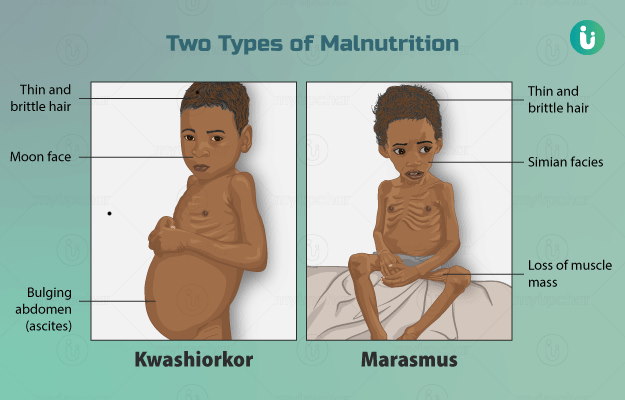 Two Types of Malnutrition
Thin and
brittle hair
Moon face
Bulging
abdomen
(ascites)
Thin and
brittle hair
Simian facies
Loss of muscle
mass
Kwashiorkor
Marasmus